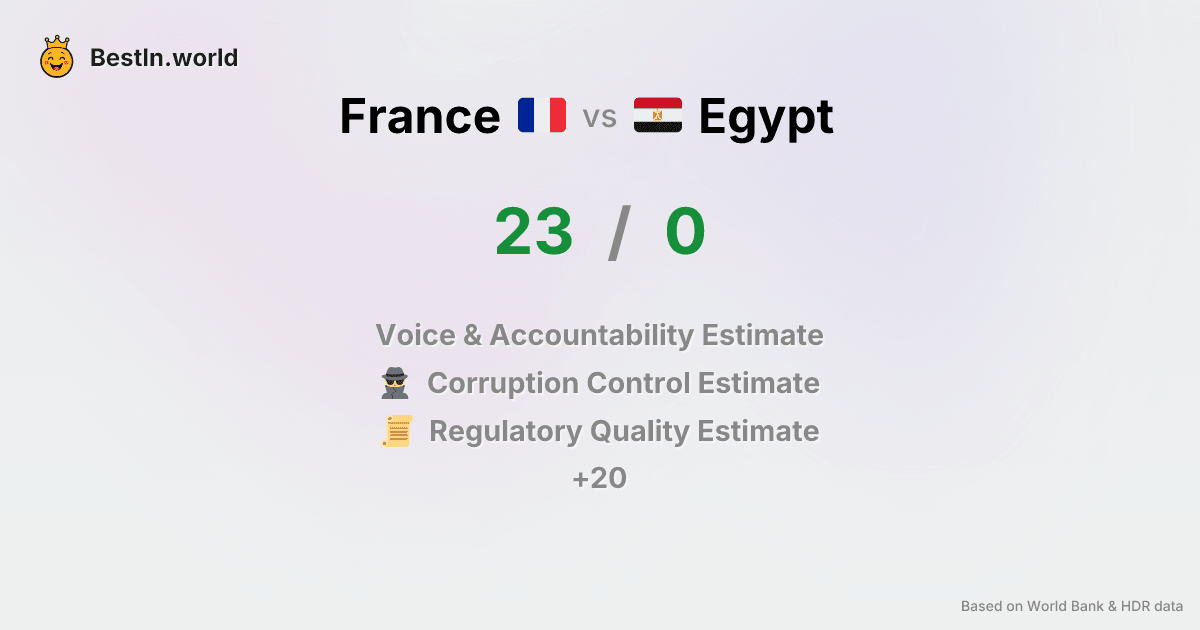 BestIn.world
France vs Egypt
23 / 0
Voice & Accountability Estimate
Corruption Control Estimate
Regulatory Quality Estimate
+20
Based on World Bank & HDR data